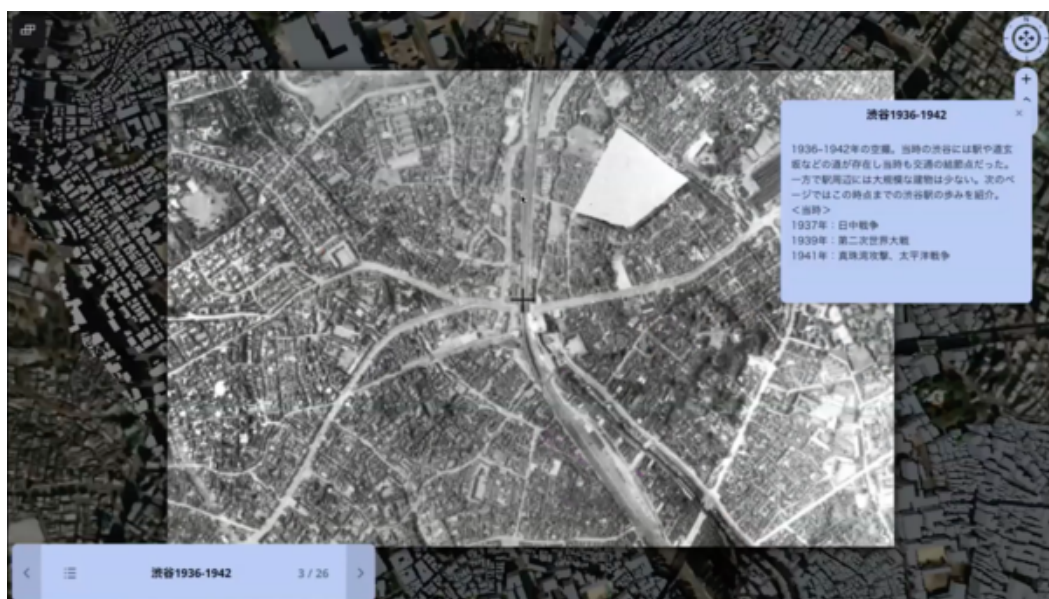 渋谷1936-1942
1936-1942年の空撮。当時の渋谷には駅や道玄
坂などの道が存在し当時も交通の結節点だった。
一方で駅周辺には大規模な建物は少ない。次のペ
ージではこの時点までの渋谷駅の歩みを紹介。
＜当時＞
1937年：日中戦争
1939年：第二次世界大戦
1941年：真珠湾攻撃、太平洋戦争
渋谷1936-1942 3 / 26